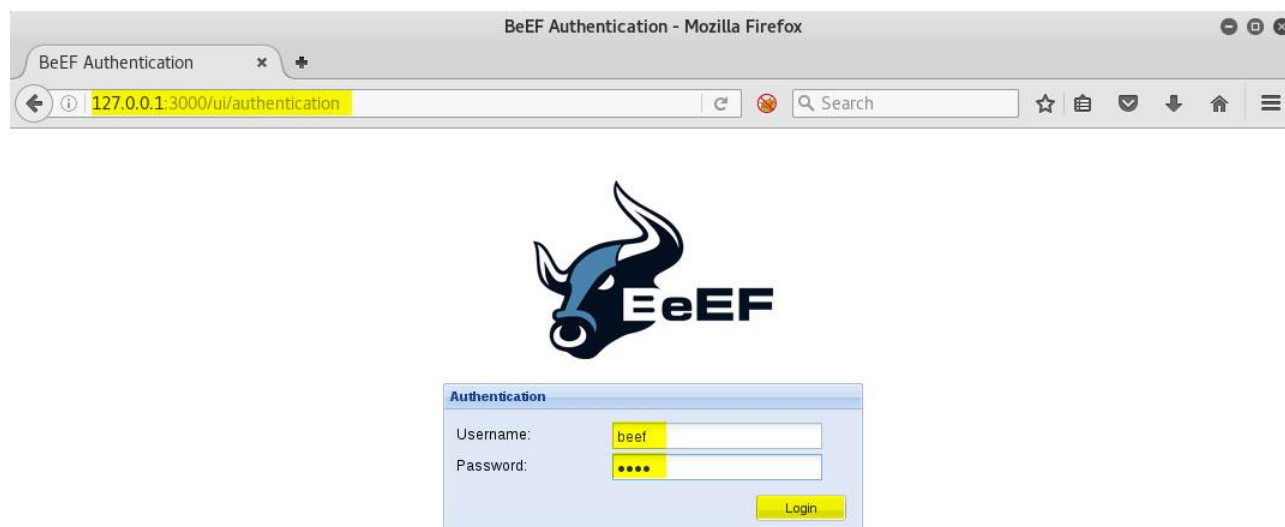 BeEF Authentication - Mozilla Firefox
BeEF Authentication
127.0.0.1:3000/ui/authentication
Search
BeEF
Authentication
Username: beef
Password: ••••
Login